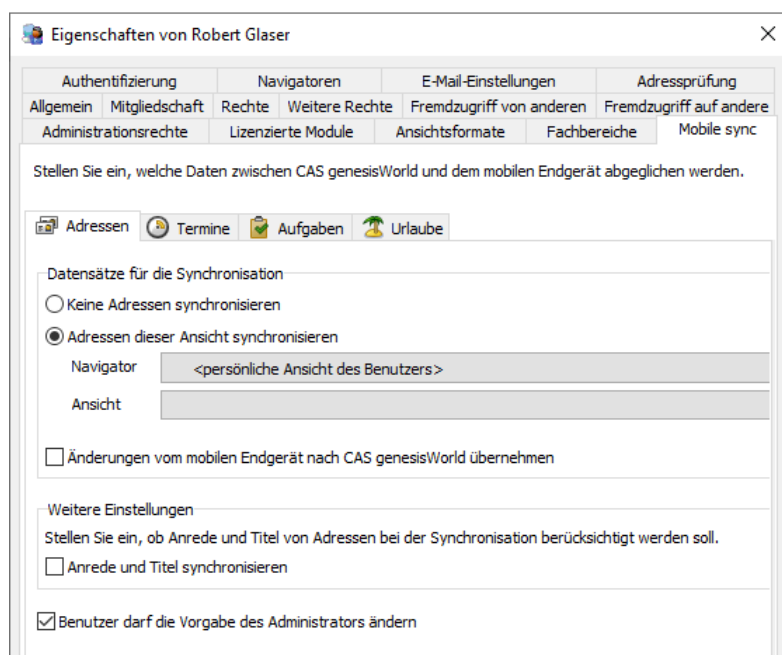 Eigenschaften von Robert Glaser
Authentifizierung Navigatoren E-Mail-Einstellungen Adressprüfung
Allgemein Mitgliedschaft Rechte Weitere Rechte Fremdzugriff von anderen Fremdzugriff auf andere
Administrationsrechte Lizenzierte Module Ansichtsformate Fachbereiche Mobile sync
Stellen Sie ein, welche Daten zwischen CAS genesisWorld und dem mobilen Endgerät abgeglichen werden.
Adressen Termine Aufgaben Urlaube
Datensätze für die Synchronisation
Keine Adressen synchronisieren
Adressen dieser Ansicht synchronisieren
Navigator <persönliche Ansicht des Benutzers>
Ansicht
Änderungen vom mobilen Endgerät nach CAS genesisWorld übernehmen
Weitere Einstellungen
Stellen Sie ein, ob Anrede und Titel von Adressen bei der Synchronisation berücksichtigt werden soll.
Anrede und Titel synchronisieren
Benutzer darf die Vorgabe des Administrators ändern